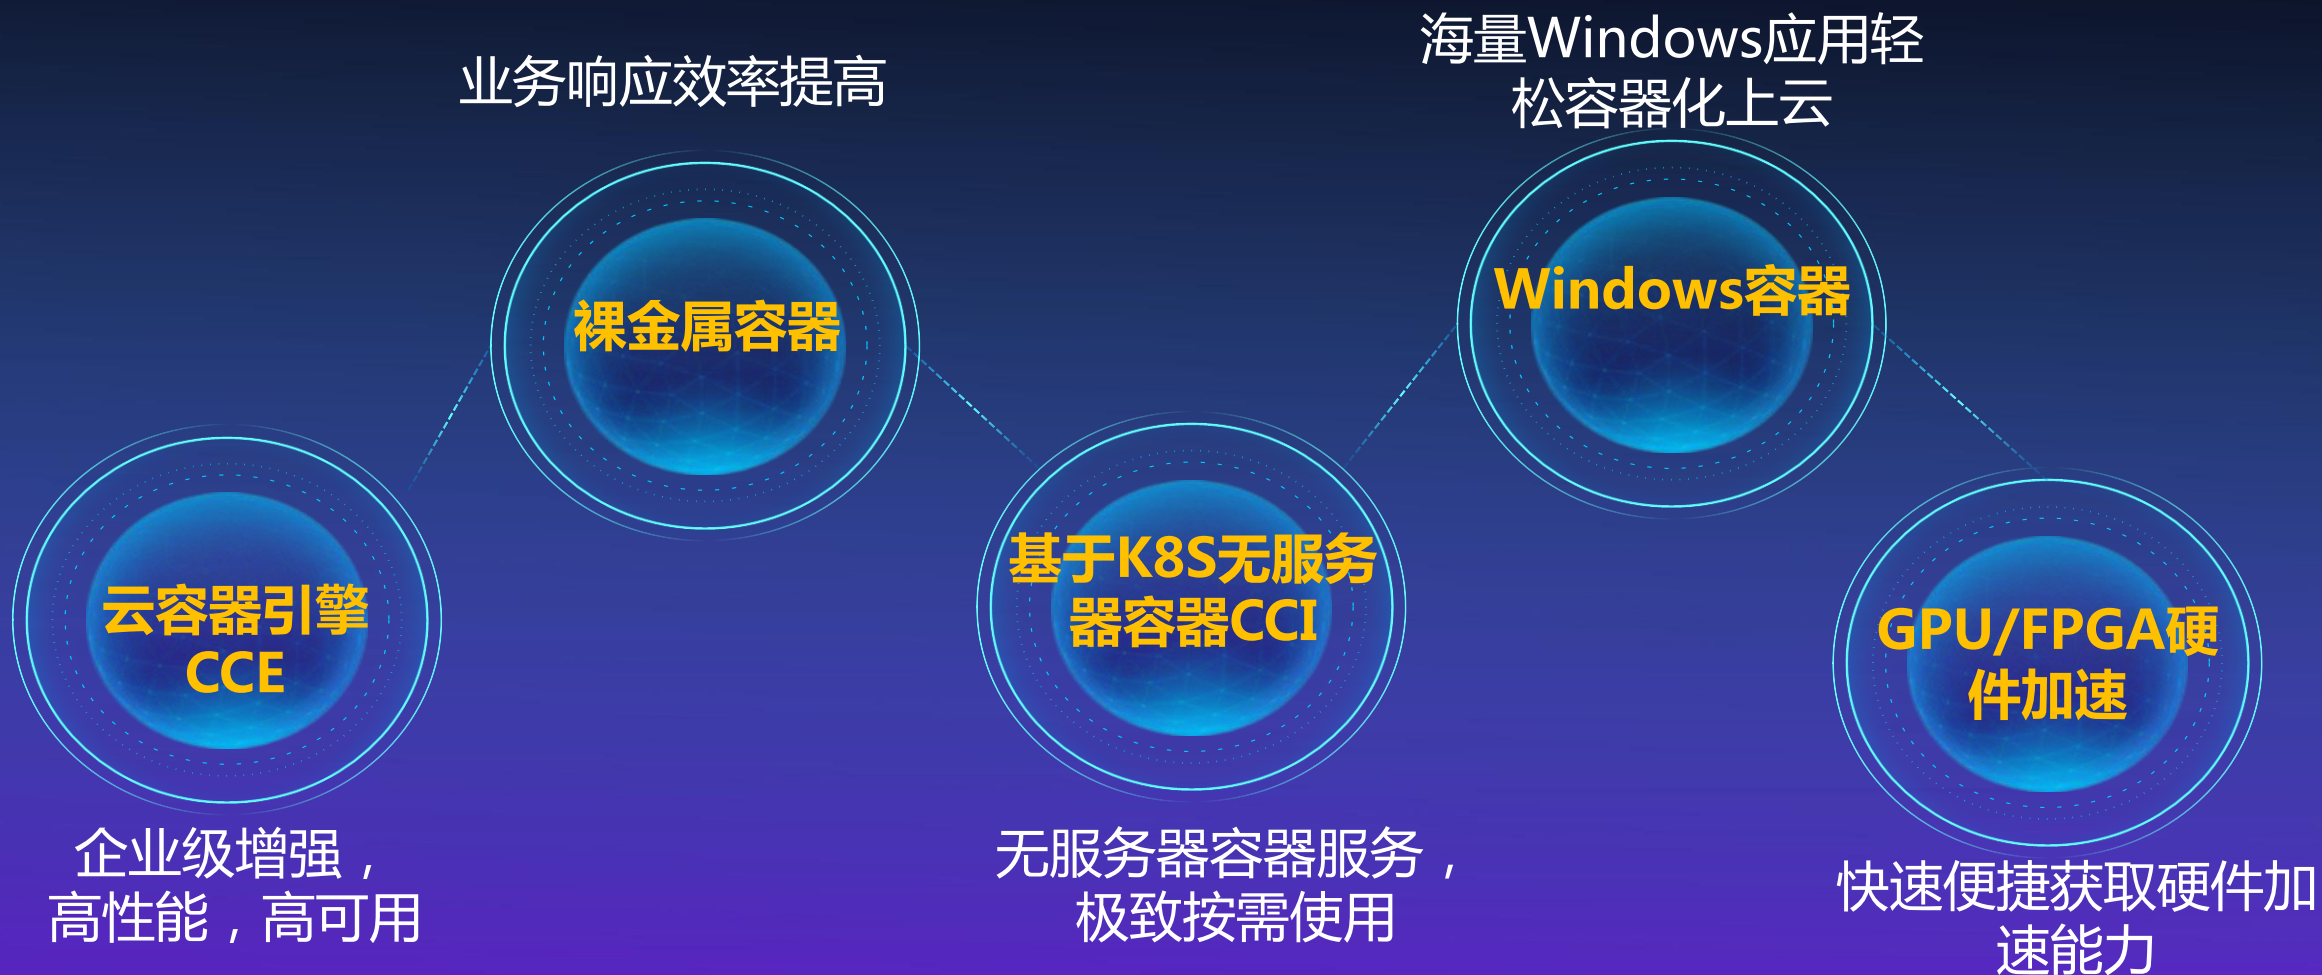 海量Windows应用轻
松容器化上云
业务响应效率提高
Windows容器
裸金属容器
基于K8S无服务
器容器CCI
云容器引擎
CCE
GPU/FPGA硬
件加速
企业级增强，
高性能，高可用
无服务器容器服务，
极致按需使用
快速便捷获取硬件加
速能力